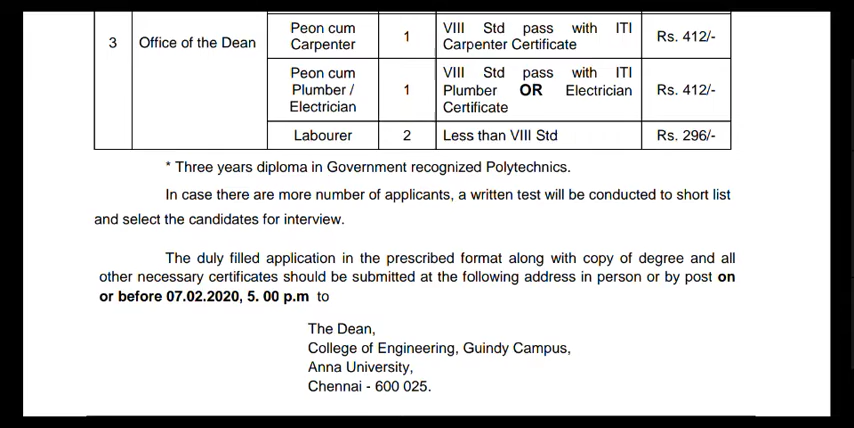 3 Office of the Dean
Peon cum Carpenter 1 VIII Std pass with ITI Carpenter Certificate Rs. 412/-
Peon cum Plumber / Electrician 1 VIII Std pass with ITI Plumber OR Electrician Certificate Rs. 412/-
Labourer 2 Less than VIII Std Rs. 296/-
* Three years diploma in Government recognized Polytechnics.
In case there are more number of applicants, a written test will be conducted to short list
and select the candidates for interview.
The duly filled application in the prescribed format along with copy of degree and all
other necessary certificates should be submitted at the following address in person or by post on
or before 07.02.2020, 5. 00 p.m to
The Dean,
College of Engineering, Guindy Campus,
Anna University,
Chennai - 600 025.